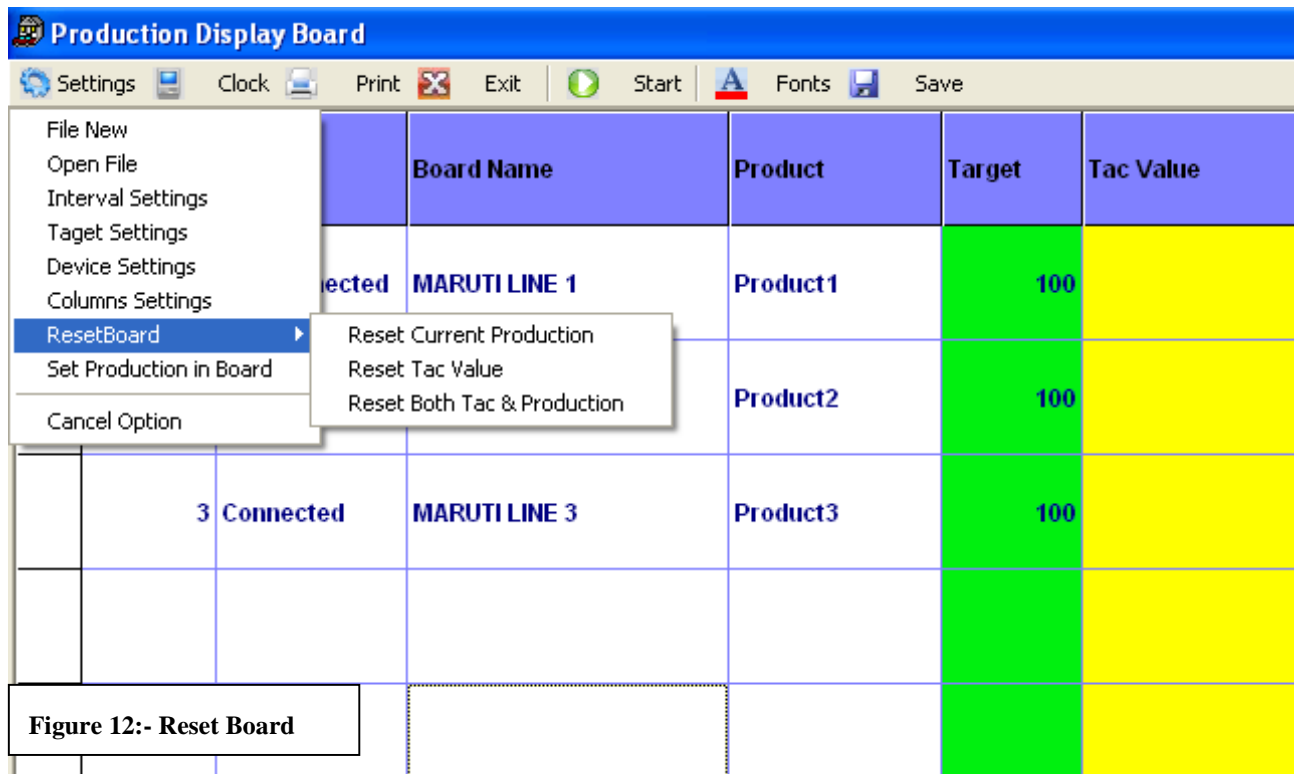 Production Display Board
Settings Clock Print Exit Start A Fonts Save
File New
Open File
Interval Settings
Taget Settings
Device Settings
Columns Settings
ResetBoard
Set Production in Board
Cancel Option
Reset Current Production
Reset Tac Value
Reset Both Tac & Production
Board Name Product Target Tac Value
MARUTI LINE 1 Product1 100
Product2 100
3 Connected MARUTI LINE 3 Product3 100
Figure 12:- Reset Board